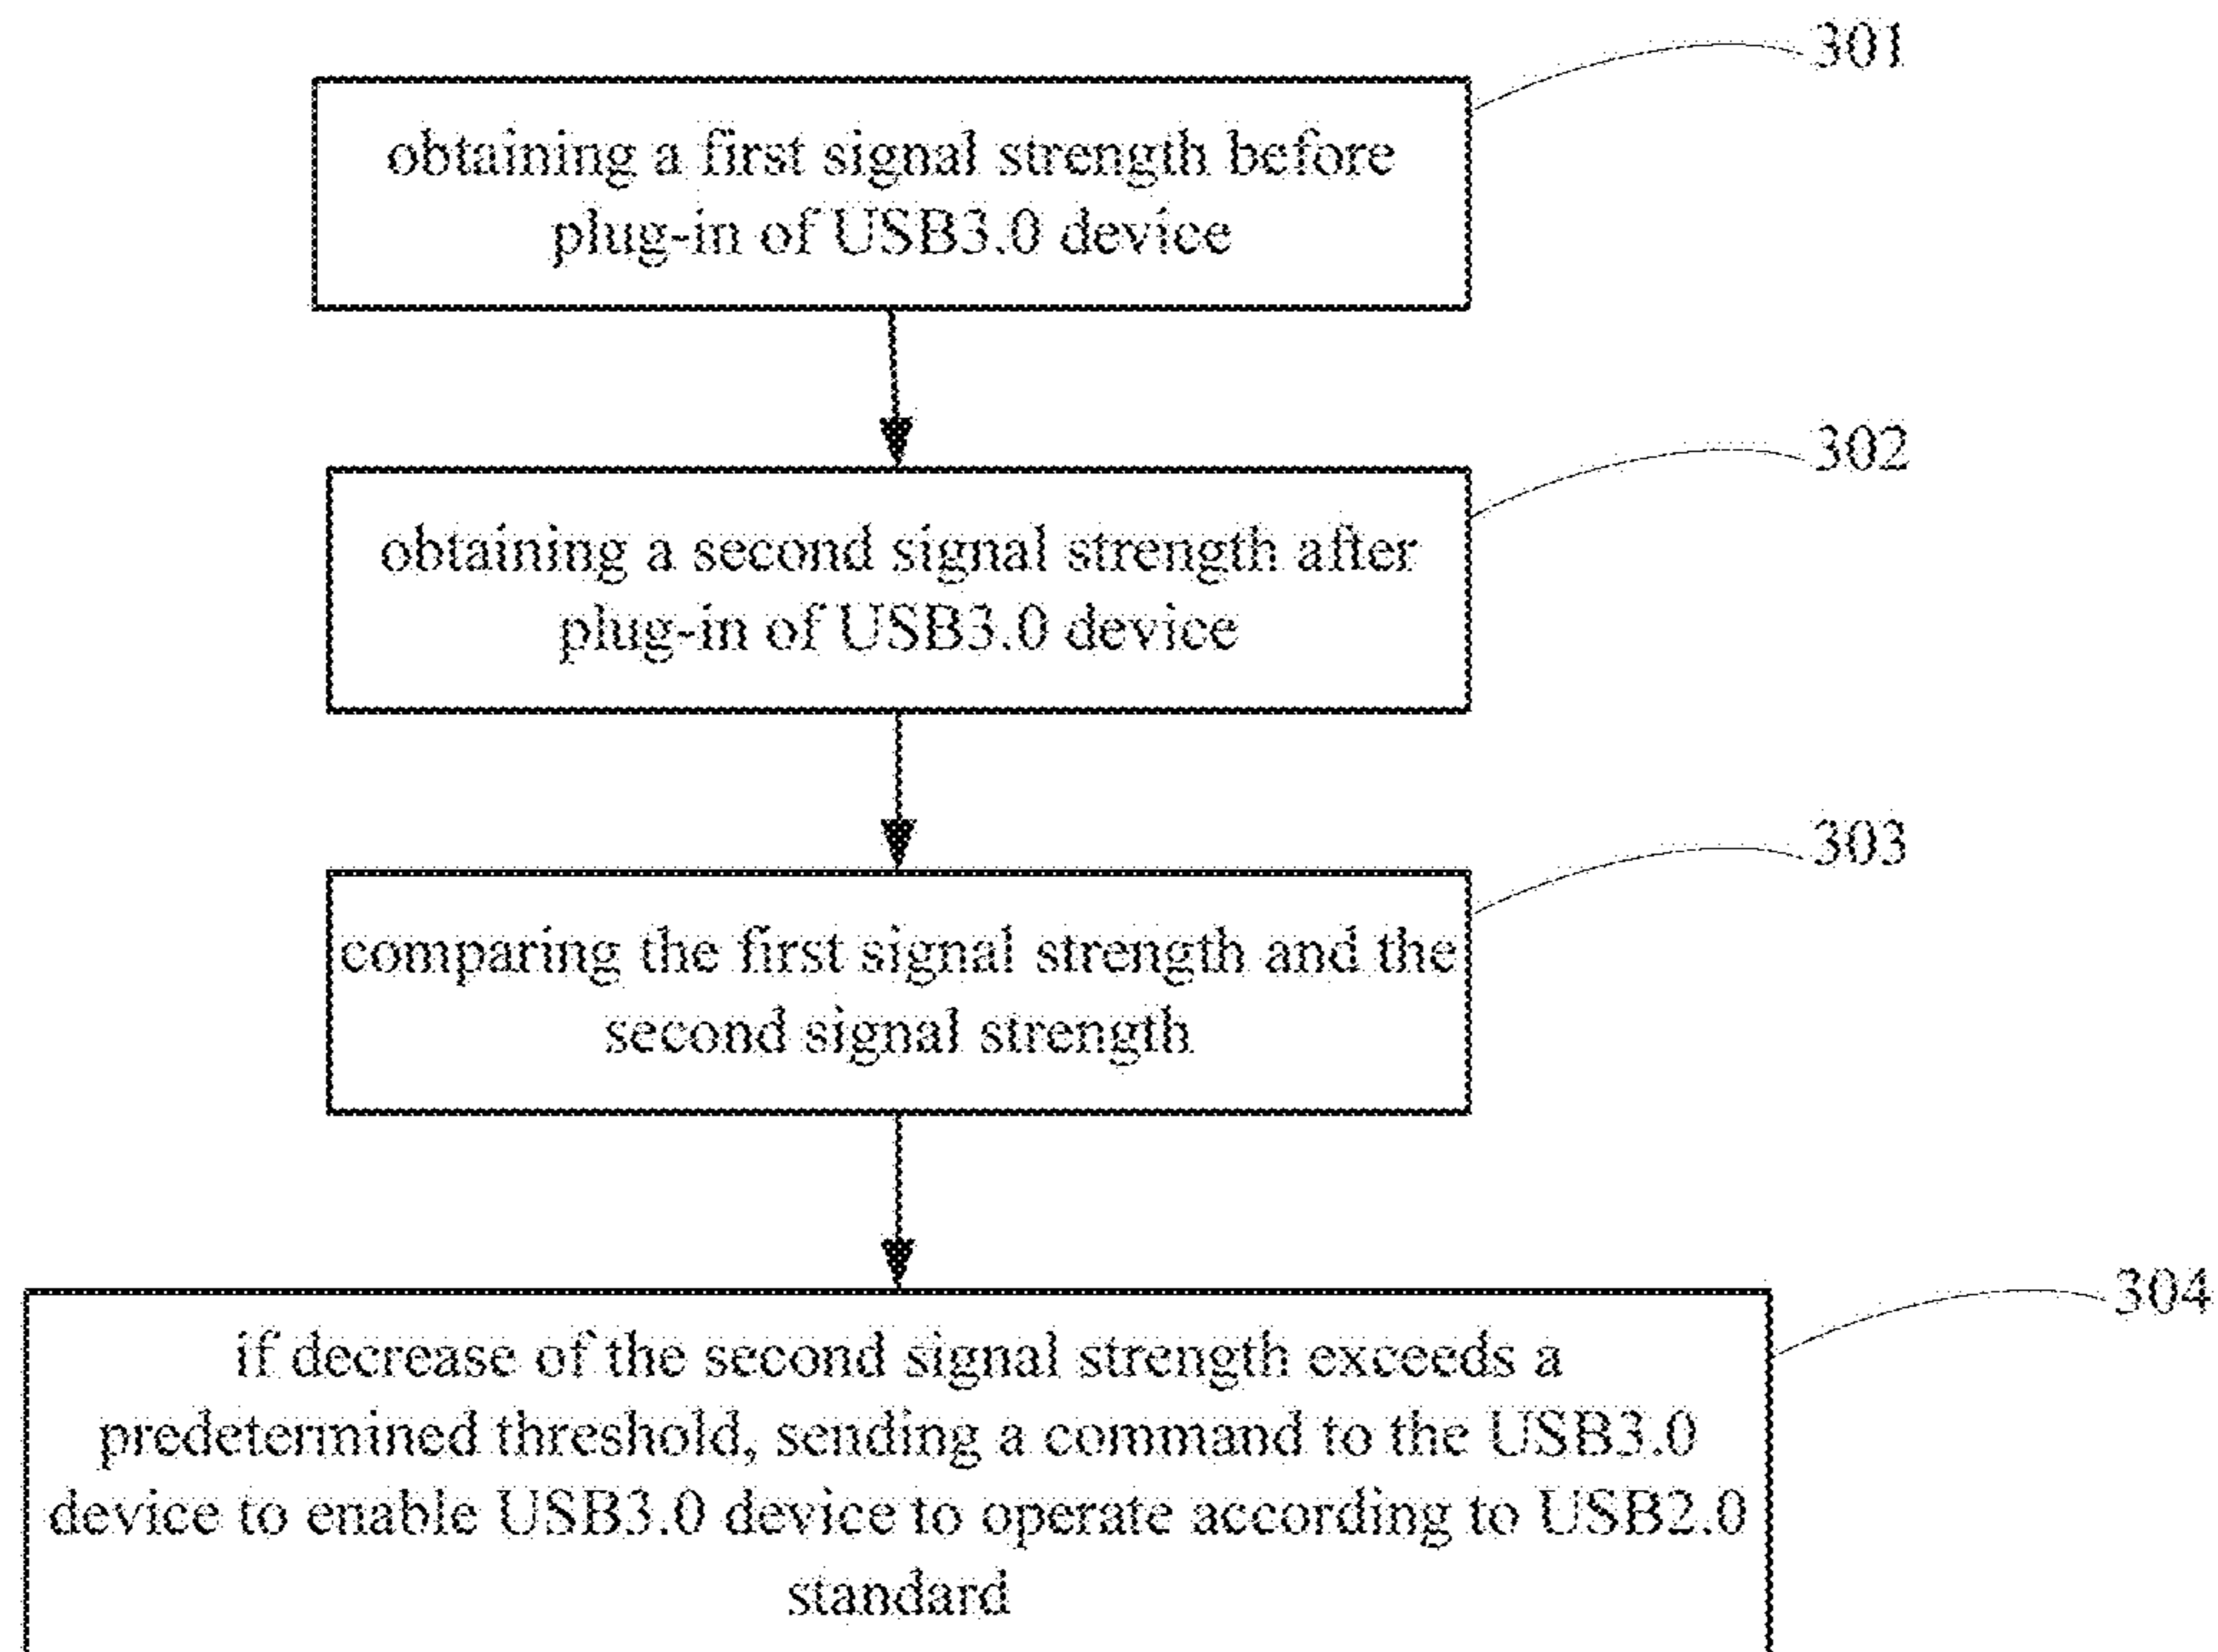 301
obtaining a first signal strength before
plug-in of USB3.0 device
302
obtaining a second signal strength after
plug-in of USB3.0 device
303
comparing the first signal strength and the
second signal strength
304
if decrease of the second signal strength exceeds a
predetermined threshold, sending a command to the USB3.0
device to enable USB3.0 device to operate according to USB2.0
standard